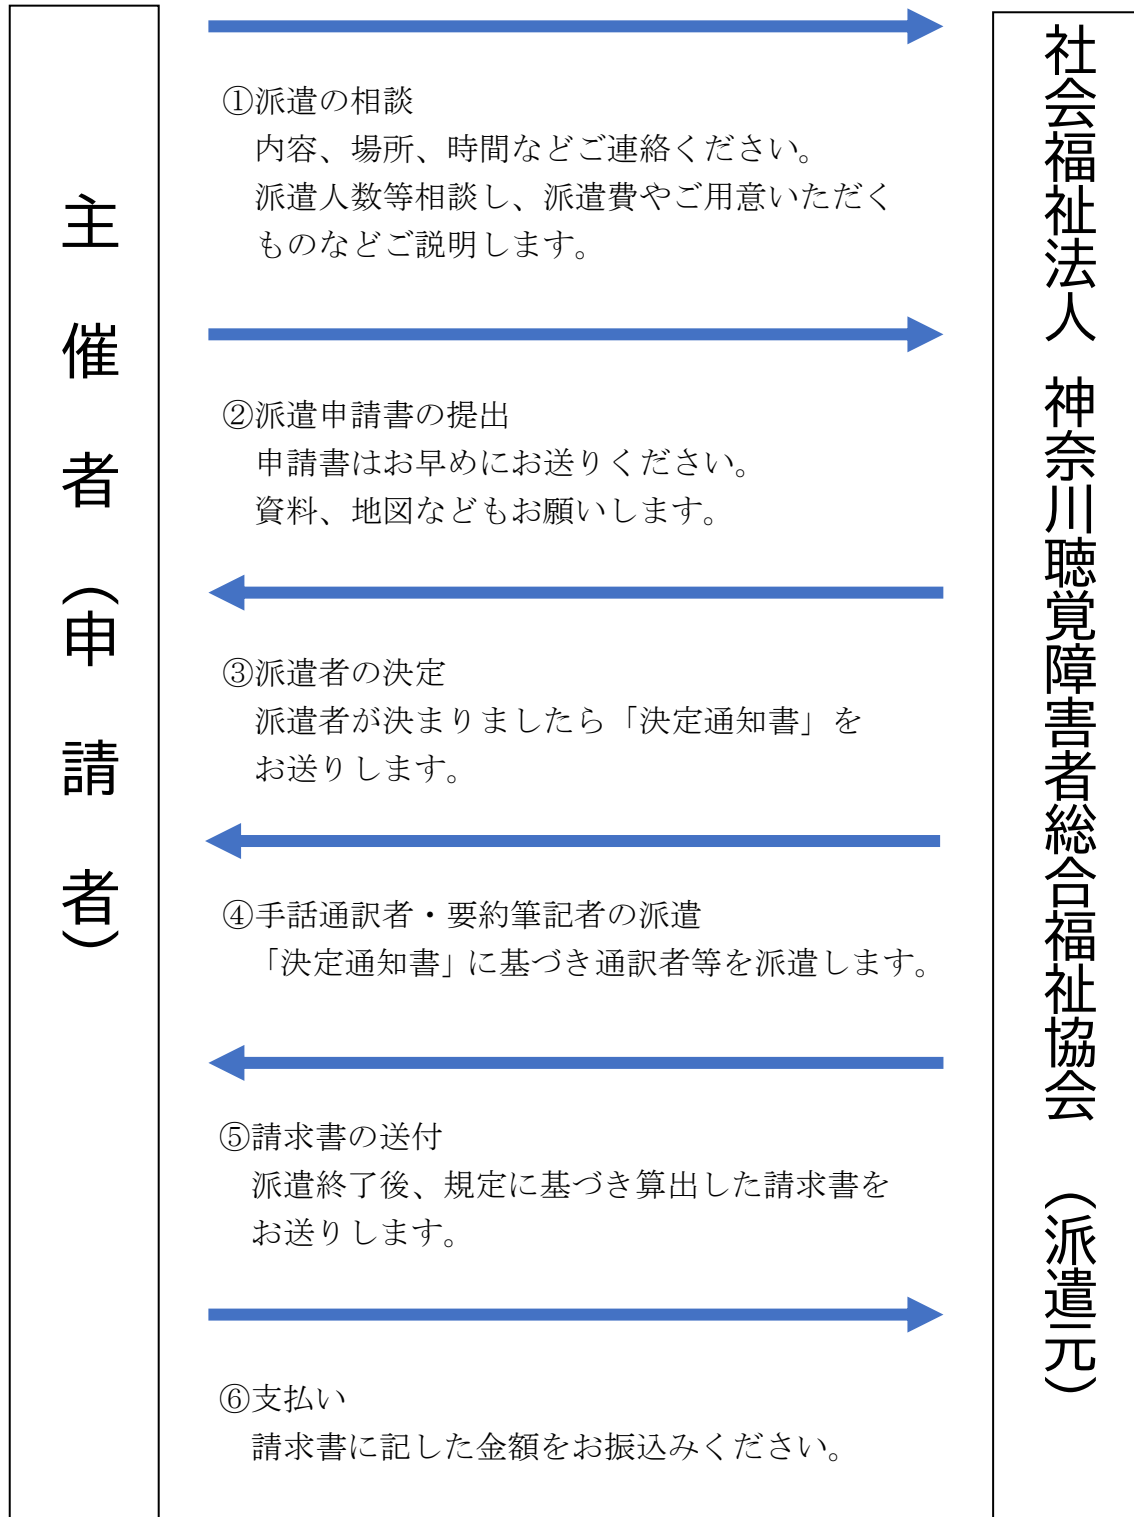 主催者(申請者)
①派遣の相談
内容、場所、時間などご連絡ください。
派遣人数等相談し、派遣費やご用意いただく
ものなどご説明します。
②派遣申請書の提出
申請書はお早めにお送りください。
資料、地図などもお願いします。
③派遣者の決定
派遣者が決まりましたら「決定通知書」を
お送りします。
④手話通訳者・要約筆記者の派遣
「決定通知書」に基づき通訳者等を派遣します。
⑤請求書の送付
派遣終了後、規定に基づき算出した請求書を
お送りします。
⑥支払い
請求書に記した金額をお振込みください。
社会福祉法人 神奈川聴覚障害者総合福祉協会 (派遣元)